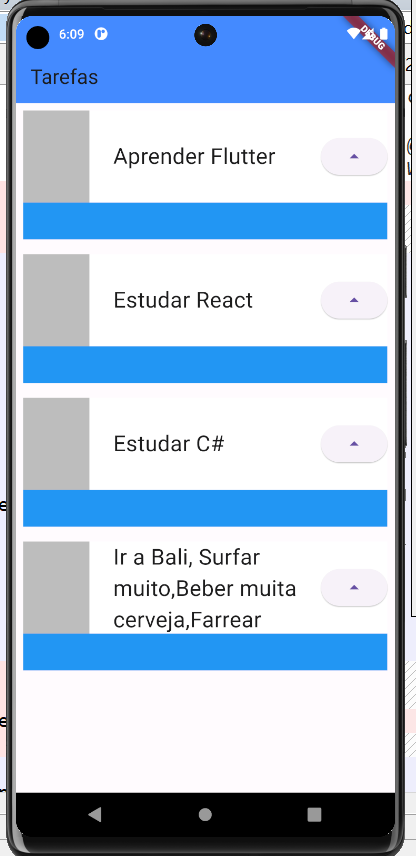 6:09
DEBUG
Tarefas
Aprender Flutter
Estudar React
Estudar C#
Ir a Bali, Surfar
muito,Beber muita
cerveja,Farrear